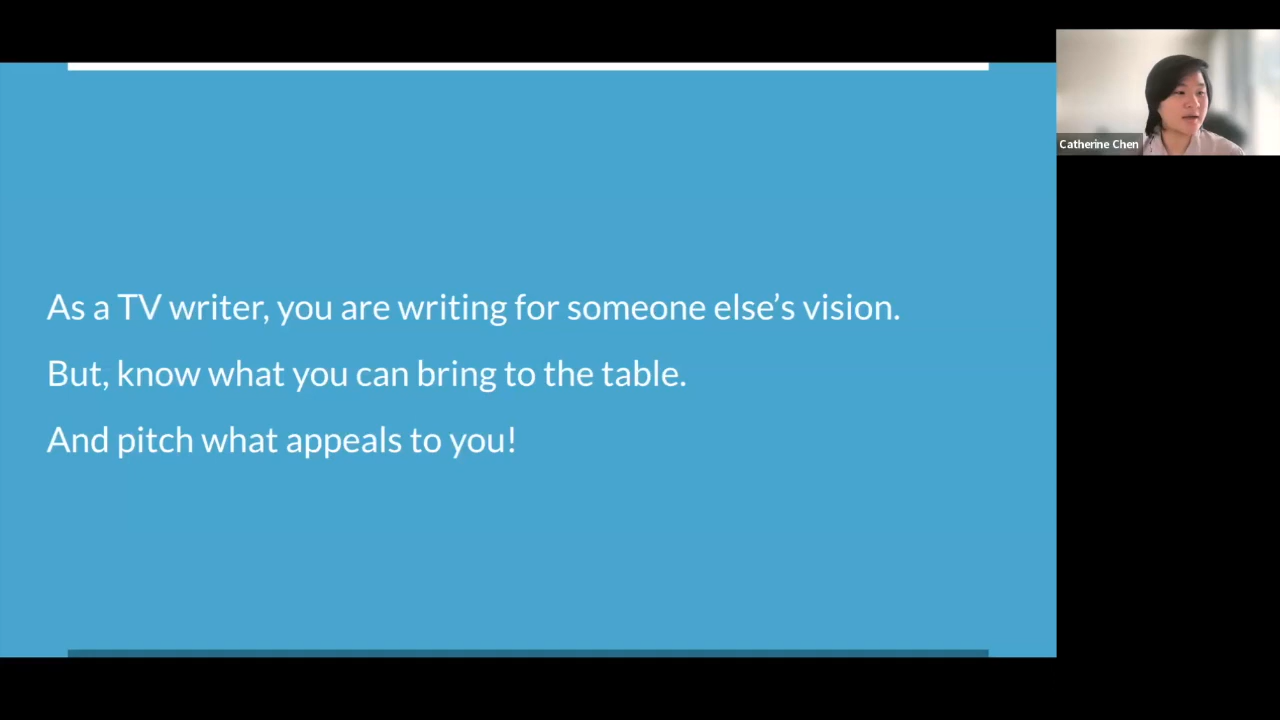 As a TV writer, you are writing for someone else’s vision.
But, know what you can bring to the table.
And pitch what appeals to you!
Catherine Chen